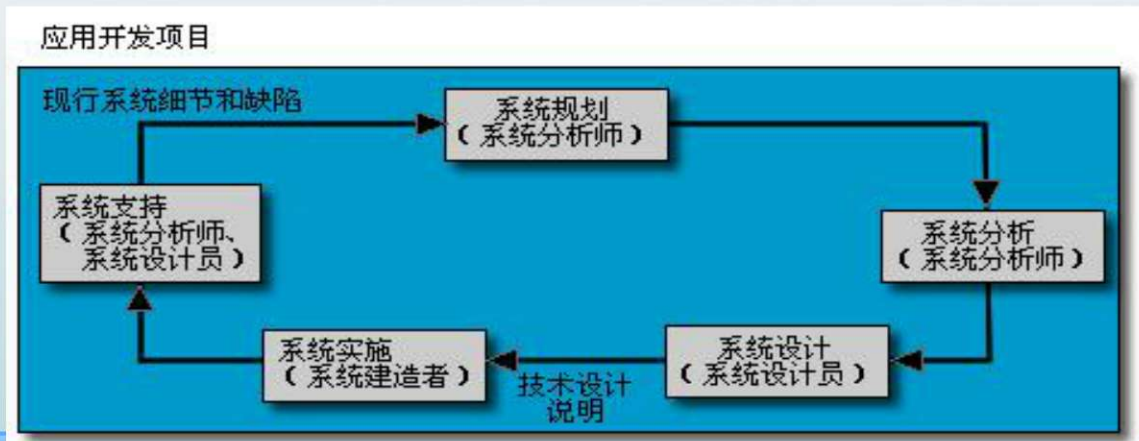 应用开发项目
现行系统细节和缺陷
系统规划
（系统分析师）
系统支持
（系统分析师、
系统设计员）
系统分析
（系统分析师）
系统实施
（系统建造者）
技术设计
说明
系统设计
（系统设计员）